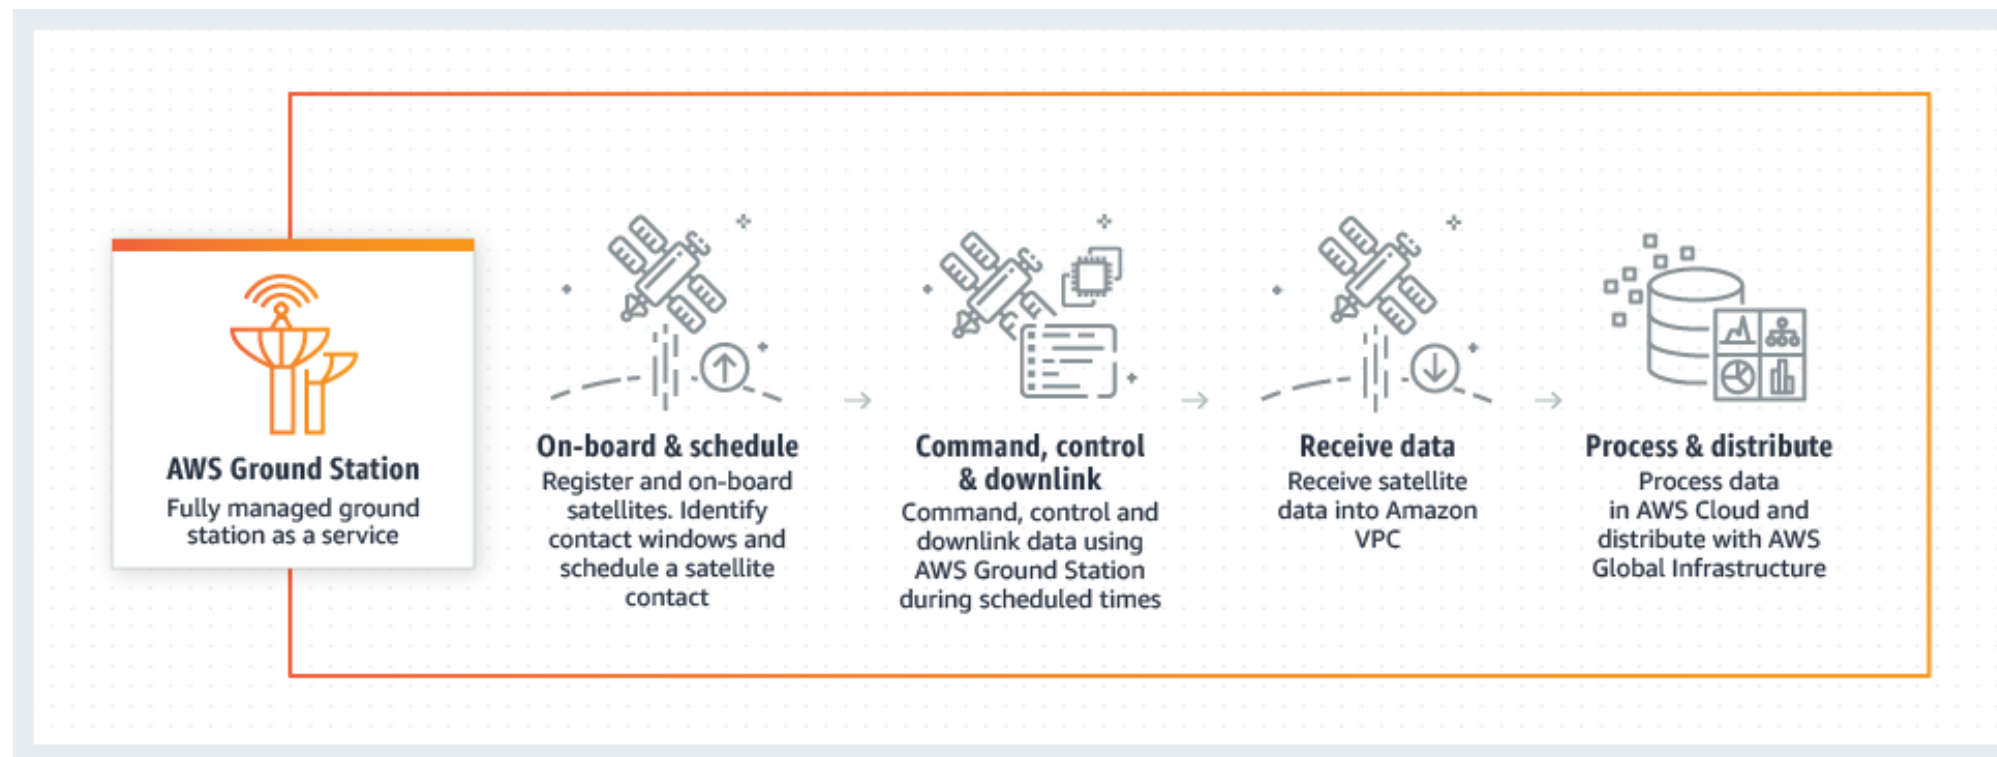 AWS Ground Station
Fully managed ground
station as a service
On-board & schedule
Register and on-board
satellites. Identify
contact windows and
schedule a satellite
contact
Command, control
& downlink
Command, control and
downlink data using
AWS Ground Station
during scheduled times
Receive data
Receive satellite
data into Amazon
VPC
Process & distribute
Process data
in AWS Cloud and
distribute with AWS
Global Infrastructure